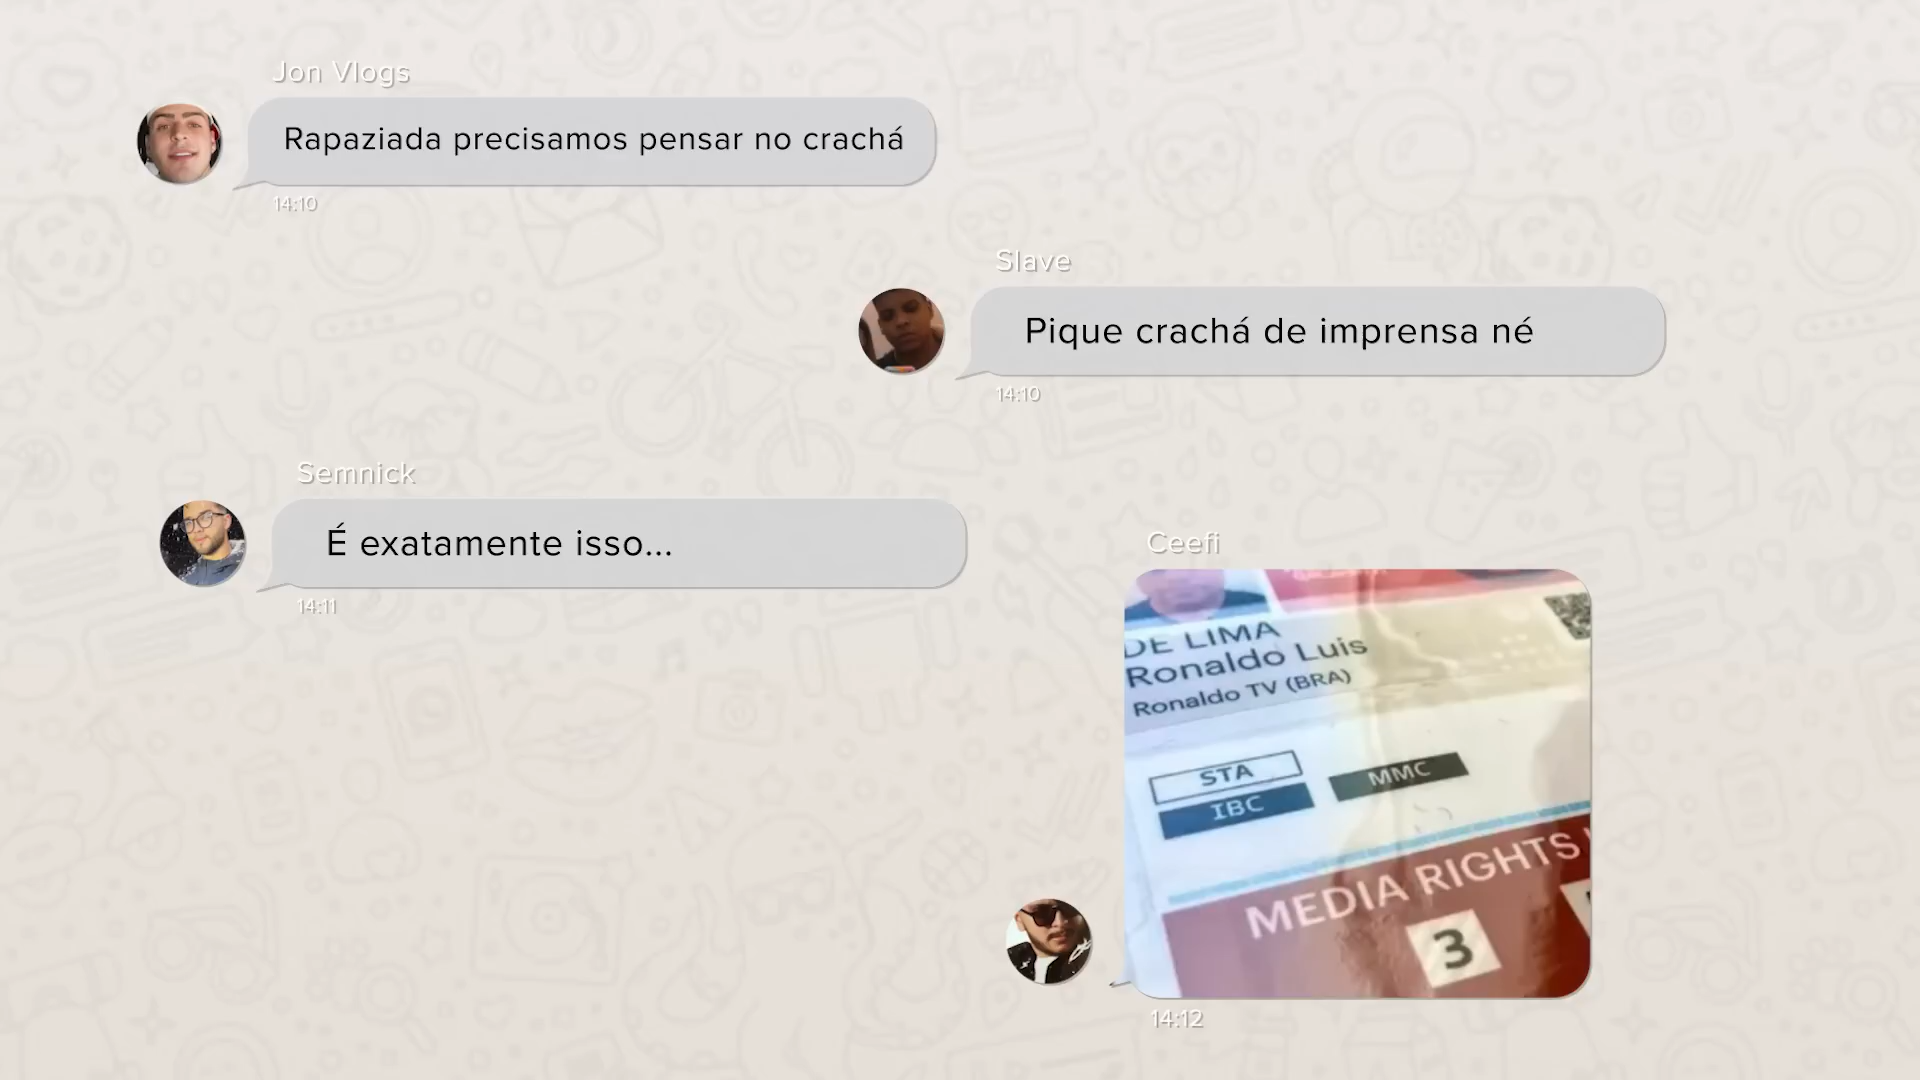 Jon Vlogs
Rapaziada precisamos pensar no crachá
14:10
Slave
Pique crachá de imprensa né
14:10
Semnick
É exatamente isso...
14:11
Ceefi
DE LIMA
Ronaldo Luis
Ronaldo TV (BRA)
STA
MMC
IBC
MEDIA RIGHTS
3
14:12